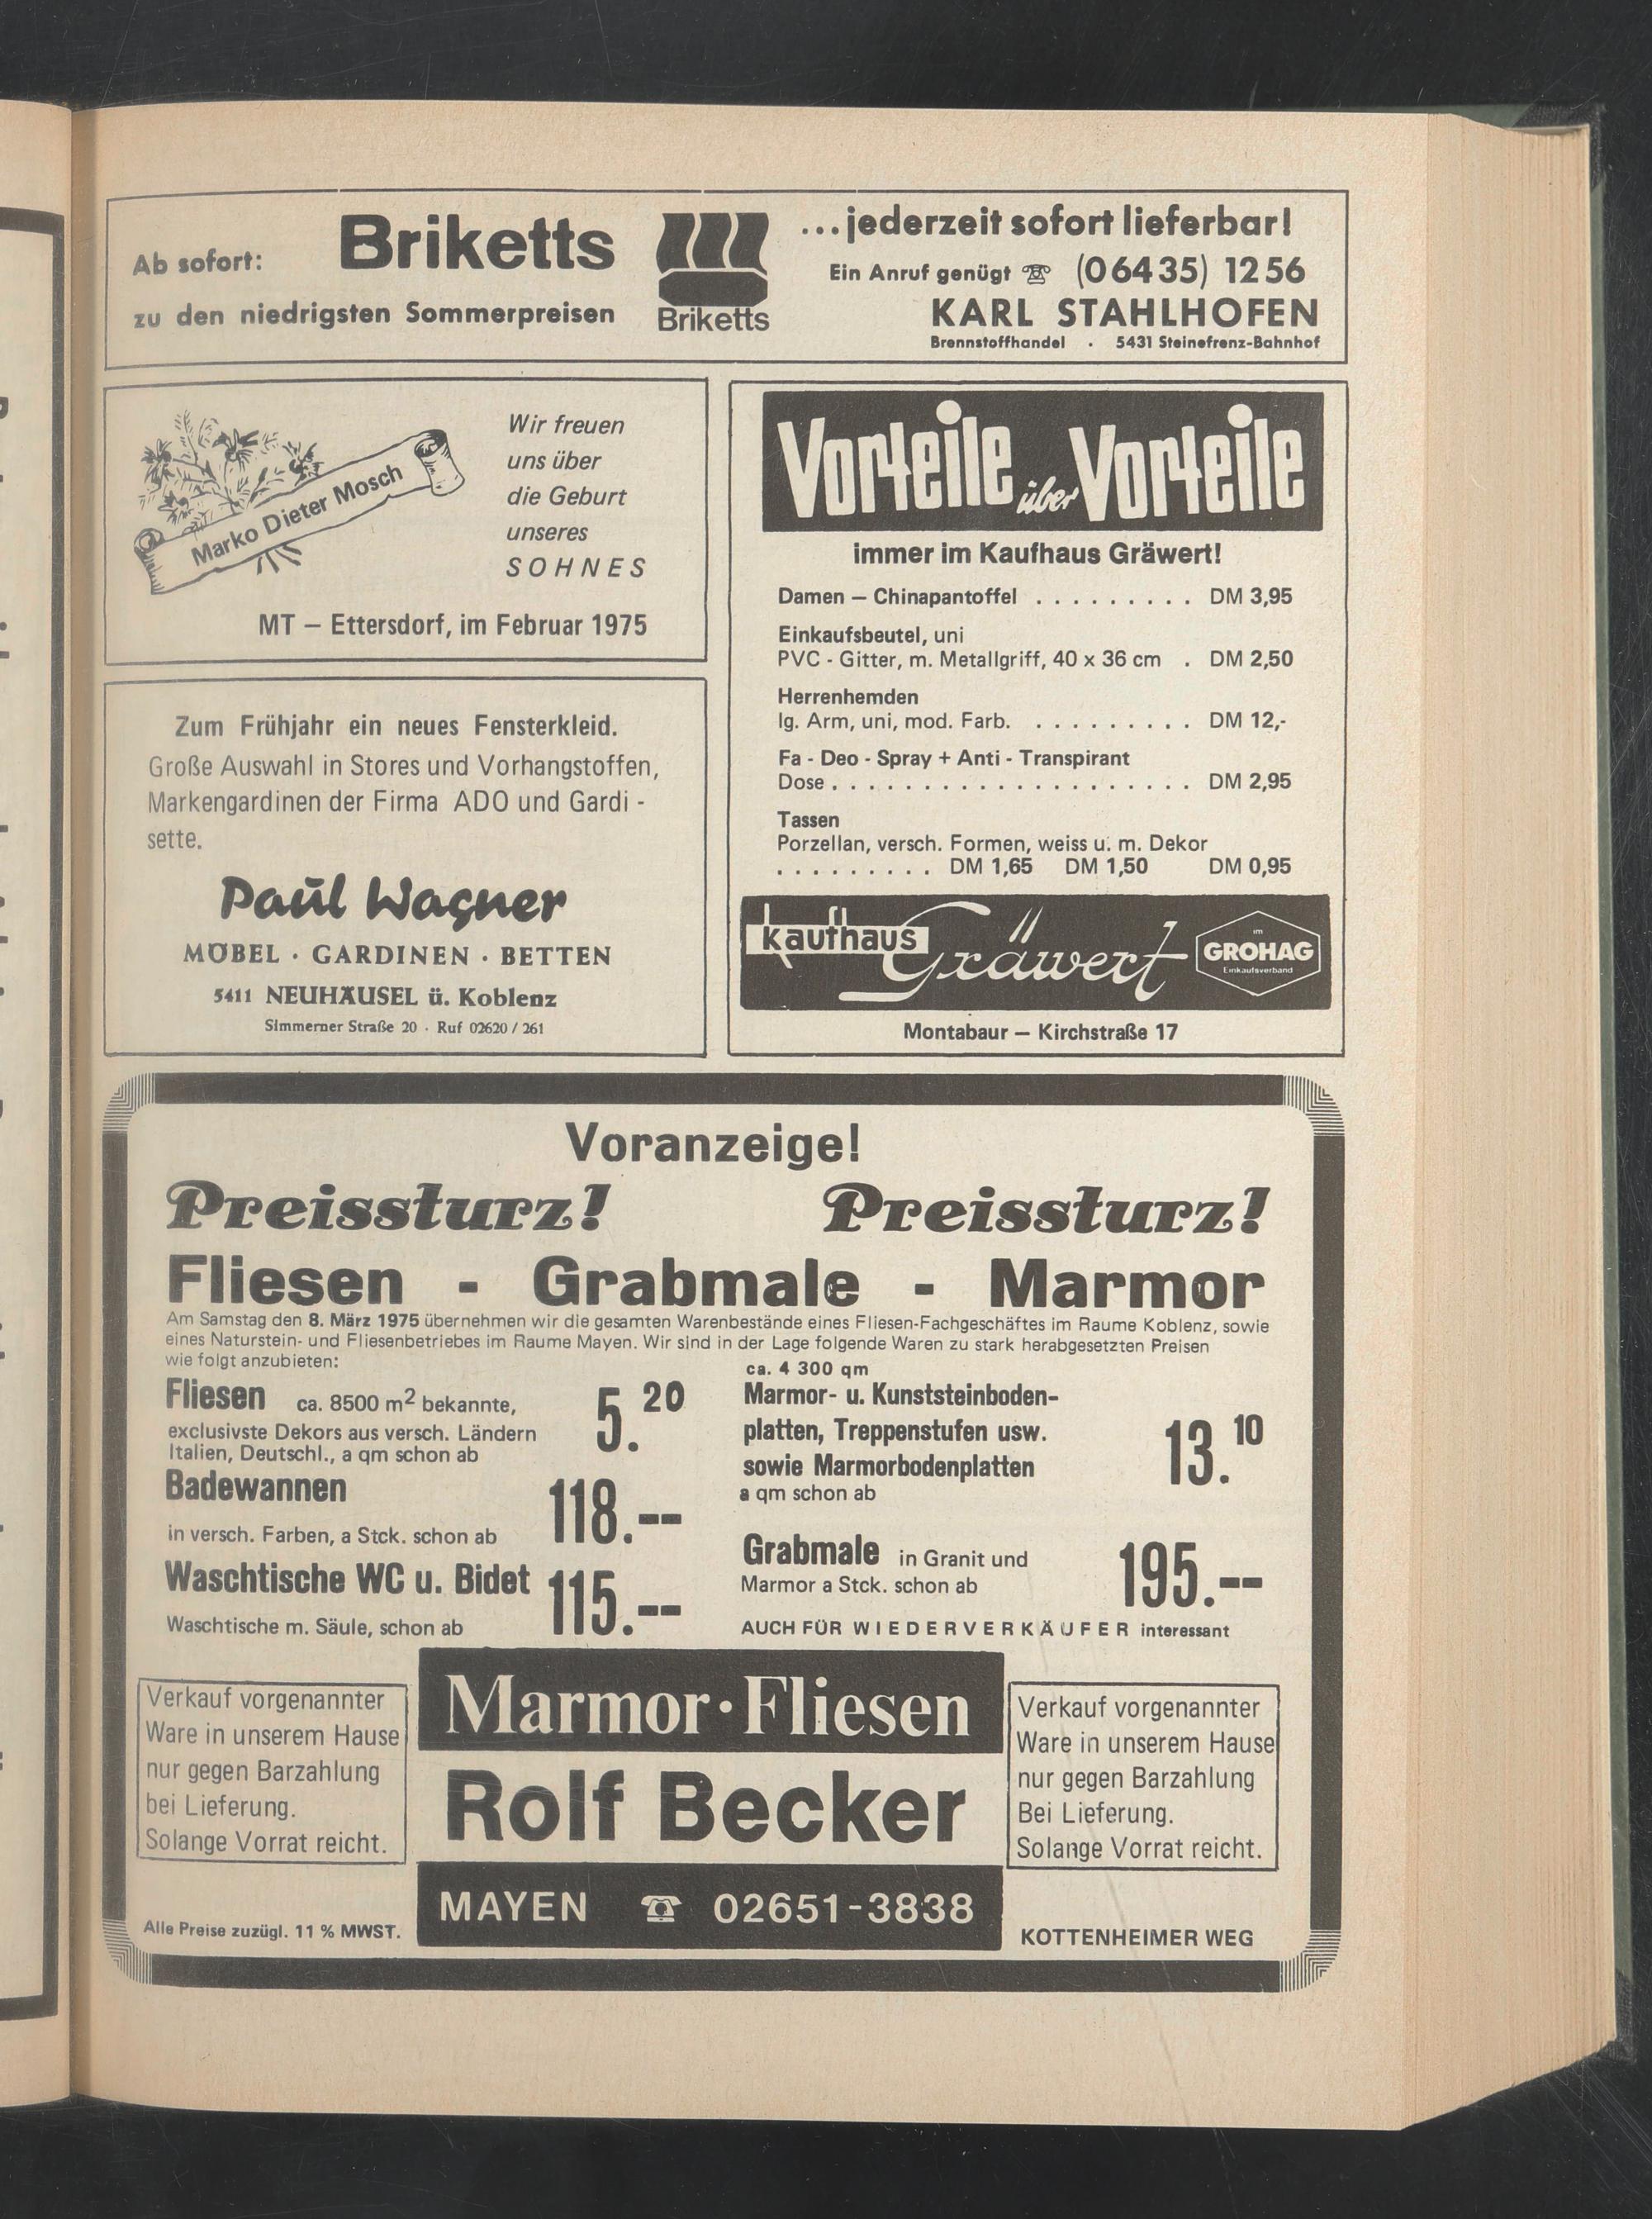 Ab sofort:
Briketts
zu den niedrigsten Sommerpreisen
Briketts
...jederzeit sofort lieferbar!
Ein Anruf genügt ☎ (06435) 1256
KARL STAHLHOFEN
Brennstoffhandel · 5431 Steinefrenz-Bahnhof
Marko Dieter Mosch
Wir freuen
uns über
die Geburt
unseres
SOHNES
MT – Ettersdorf, im Februar 1975
Zum Frühjahr ein neues Fensterkleid.
Große Auswahl in Stores und Vorhangstoffen,
Markengardinen der Firma ADO und Gardi -
sette.
Paul Wagner
MÖBEL · GARDINEN · BETTEN
5411 NEUHÄUSEL ü. Koblenz
Simmerner Straße 20 · Ruf 02620 / 261
Vorteile über Vorteile
immer im Kaufhaus Gräwert!
Damen – Chinapantoffel . . . . . . . . . DM 3,95
Einkaufsbeutel, uni
PVC - Gitter, m. Metallgriff, 40 x 36 cm . DM 2,50
Herrenhemden
lg. Arm, uni, mod. Farb. . . . . . . . . . DM 12,-
Fa - Deo - Spray + Anti - Transpirant
Dose . . . . . . . . . . . . . . . . . . . . DM 2,95
Tassen
Porzellan, versch. Formen, weiss u. m. Dekor
. . . . . . . . . DM 1,65 DM 1,50 DM 0,95
kaufhaus Gräwert
im
GROHAG
Einkaufsverband
Montabaur – Kirchstraße 17
Voranzeige!
Preissturz! Preissturz!
Fliesen - Grabmale - Marmor
Am Samstag den 8. März 1975 übernehmen wir die gesamten Warenbestände eines Fliesen-Fachgeschäftes im Raume Koblenz, sowie
eines Naturstein- und Fliesenbetriebes im Raume Mayen. Wir sind in der Lage folgende Waren zu stark herabgesetzten Preisen
wie folgt anzubieten:
Fliesen ca. 8500 m² bekannte,
exclusivste Dekors aus versch. Ländern
Italien, Deutschl., a qm schon ab
5.20
Badewannen
in versch. Farben, a Stck. schon ab
118.--
Waschtische WC u. Bidet
Waschtische m. Säule, schon ab
115.--
ca. 4 300 qm
Marmor- u. Kunststeinboden-
platten, Treppenstufen usw.
sowie Marmorbodenplatten
a qm schon ab
13.10
Grabmale in Granit und
Marmor a Stck. schon ab
195.--
AUCH FÜR WIEDERVERKÄUFER interessant
Verkauf vorgenannter
Ware in unserem Hause
nur gegen Barzahlung
bei Lieferung.
Solange Vorrat reicht.
Alle Preise zuzügl. 11 % MWST.
Marmor·Fliesen
Rolf Becker
MAYEN ☎ 02651-3838
Verkauf vorgenannter
Ware in unserem Hause
nur gegen Barzahlung
Bei Lieferung.
Solange Vorrat reicht.
KOTTENHEIMER WEG